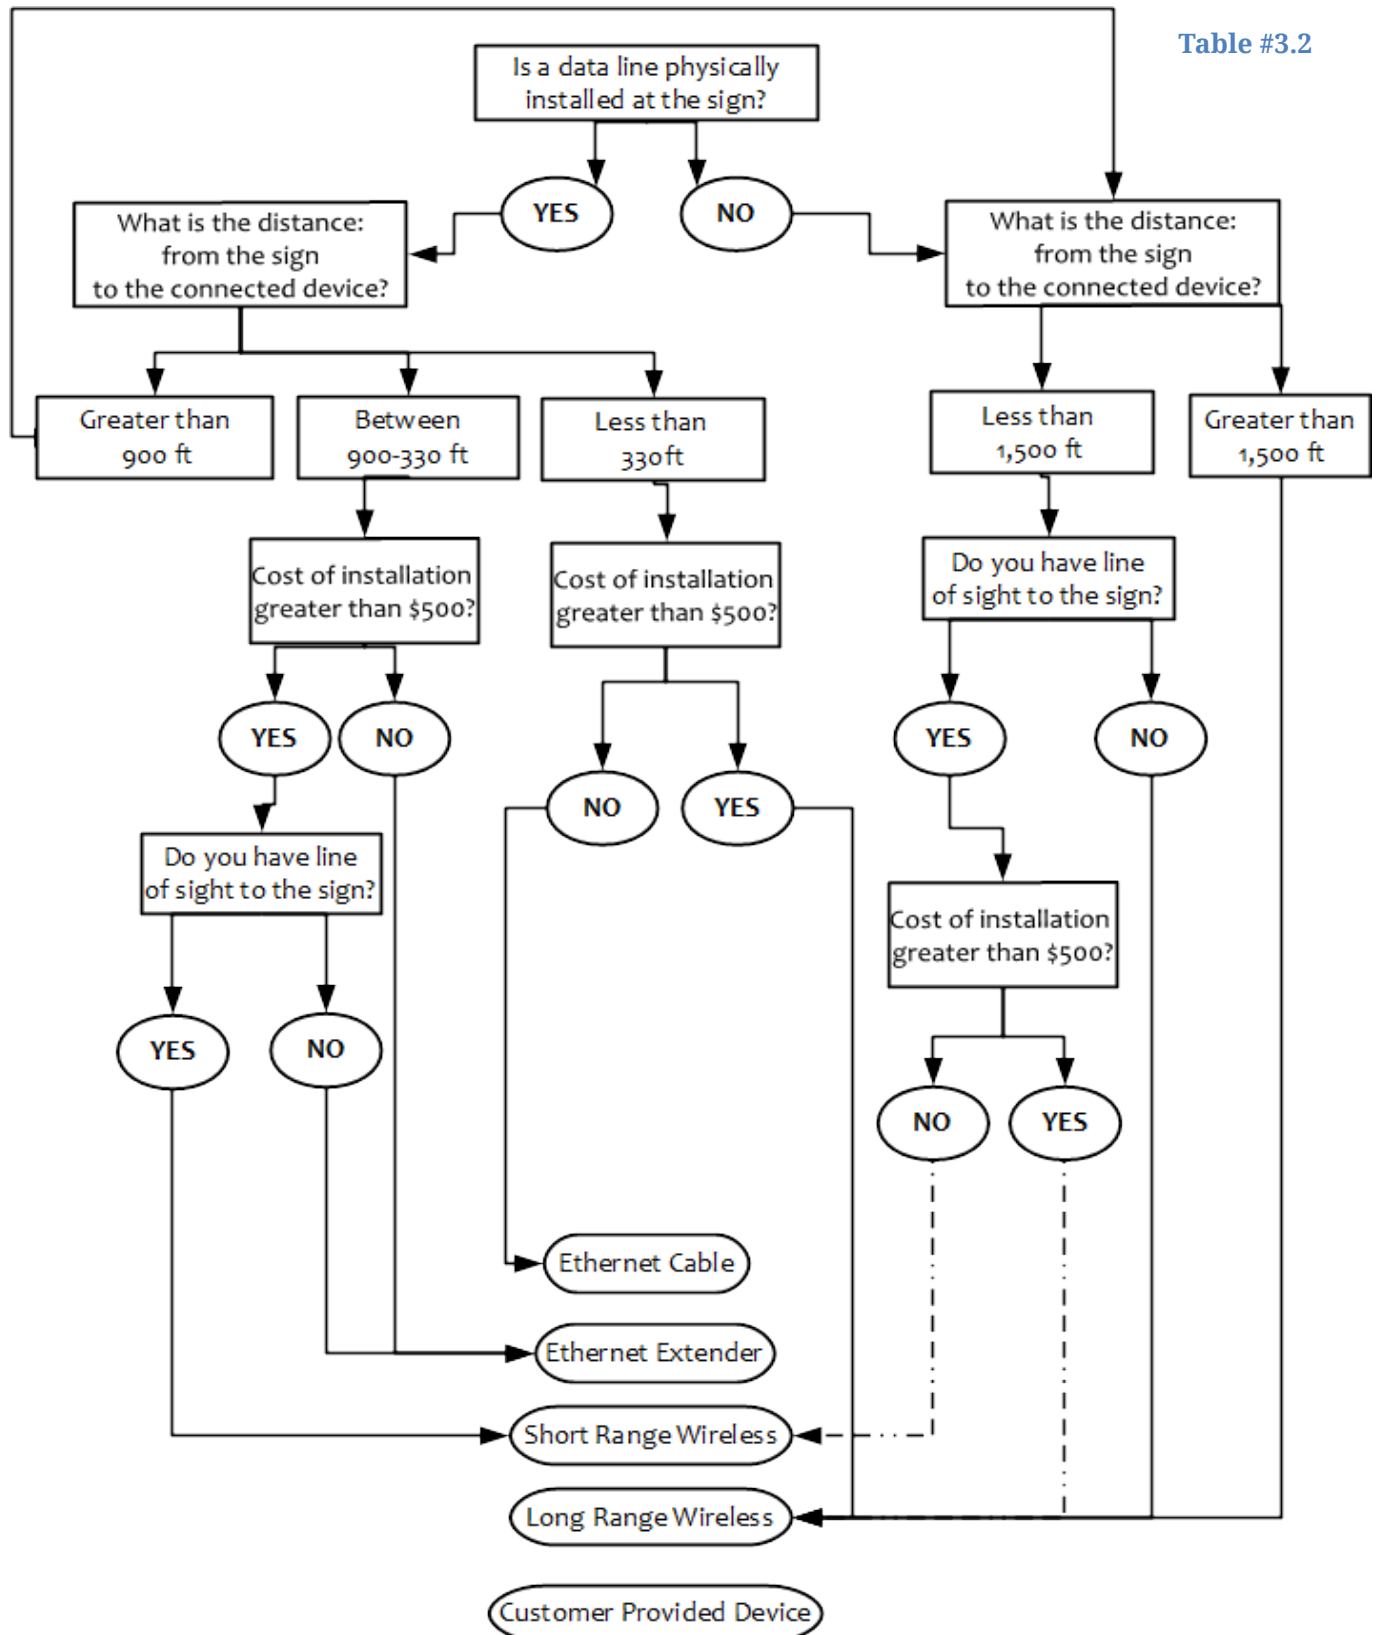 Table #3.2
Is a data line physically
installed at the sign?
YES
NO
What is the distance:
from the sign
to the connected device?
What is the distance:
from the sign
to the connected device?
Greater than
900 ft
Between
900-330 ft
Less than
330ft
Less than
1,500 ft
Greater than
1,500 ft
Cost of installation
greater than $500?
Cost of installation
greater than $500?
Do you have line
of sight to the sign?
YES
NO
NO
YES
YES
NO
Do you have line
of sight to the sign?
Cost of installation
greater than $500?
YES
NO
NO
YES
Ethernet Cable
Ethernet Extender
Short Range Wireless
Long Range Wireless
Customer Provided Device